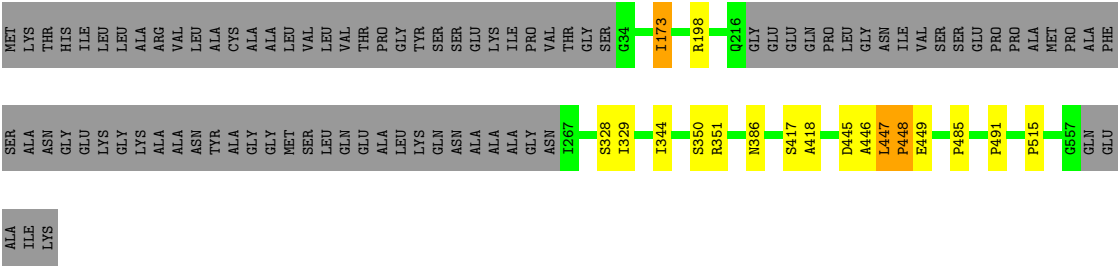 MET LYS THR HIS ILE LEU LEU ALA ARG VAL LEU ALA CYS ALA ALA LEU VAL LEU VAL THR PRO GLY TYR SER SER GLU LYS ILE PRO VAL THR GLY SER G34 I173 R198 Q216 GLY GLU GLU GLN PRO LEU GLY ASN ILE VAL SER SER GLU PRO PRO ALA MET PRO ALA PHE
SER ALA ASN GLY GLU LYS GLY LYS ALA ALA ASN TYR ALA GLY GLY MET SER LEU GLN GLU ALA LEU LYS GLN ASN ALA ALA ALA GLY ASN I267 S328 I329 I344 S350 R351 N386 S417 A418 D445 A446 L447 P448 E449 P485 P491 P515 G557 GLN GLU
ALA ILE LYS